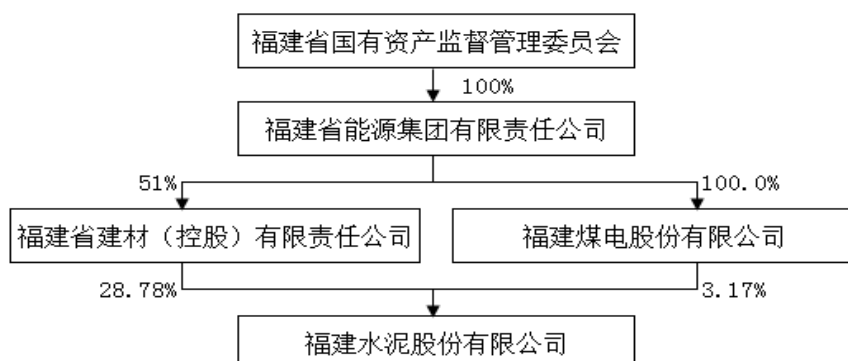 福建省国有资产监督管理委员会
100%
福建省能源集团有限责任公司
51%
100.0%
福建省建材（控股）有限责任公司
福建煤电股份有限公司
28.78%
3.17%
福建水泥股份有限公司